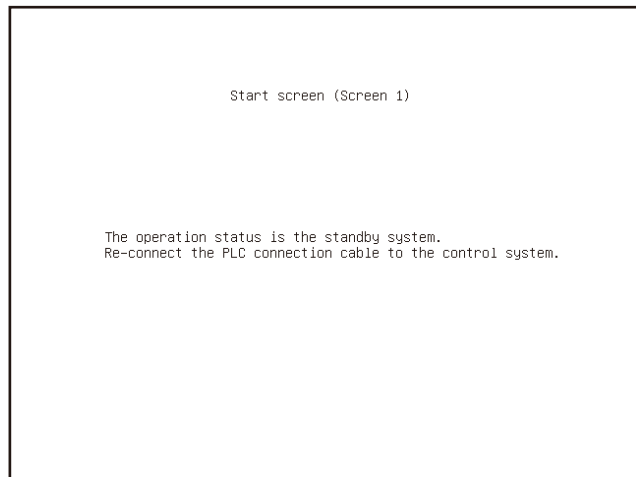 Start screen (Screen 1)
The operation status is the standby system.
Re-connect the PLC connection cable to the control system.